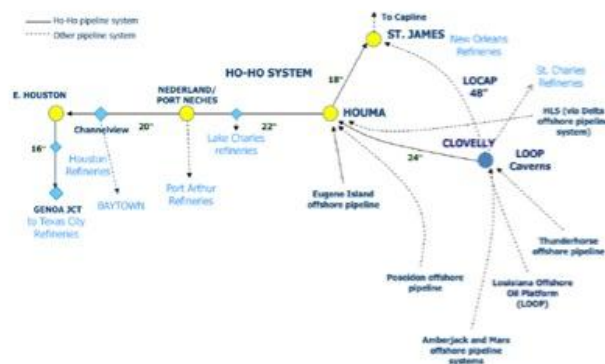 Ho-Ho pipeline system
Other pipeline system
To Capline
ST. JAMES
New Orleans
Refineries
HO-HO SYSTEM
18"
LOCAP
48"
St. Charles
Refineries
E. HOUSTON
NEDERLAND/
PORT NECHES
HOUMA
HLS (via Delta
offshore pipeline
system)
Channelview
20"
22"
Lake Charles
refineries
24"
CLOVELLY
LOOP
Caverns
16"
Houston
Refineries
GENOA JCT
to Texas City
Refineries
BAYTOWN
Port Arthur
Refineries
Eugene Island
offshore pipeline
Poseidon offshore
pipeline
Thunderhorse
offshore pipeline
Louisiana Offshore
Oil Platform
(LOOP)
Amberjack and Mars
offshore pipeline
systems